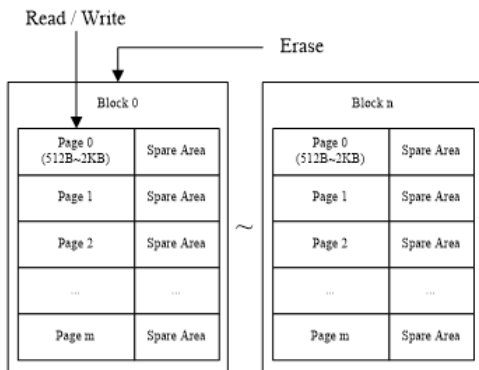 Read / Write
Erase
Block 0
Page 0
(512B~2KB)
Spare Area
Page 1
Spare Area
Page 2
Spare Area
...
...
Page m
Spare Area
~
Block n
Page 0
(512B~2KB)
Spare Area
Page 1
Spare Area
Page 2
Spare Area
...
...
Page m
Spare Area